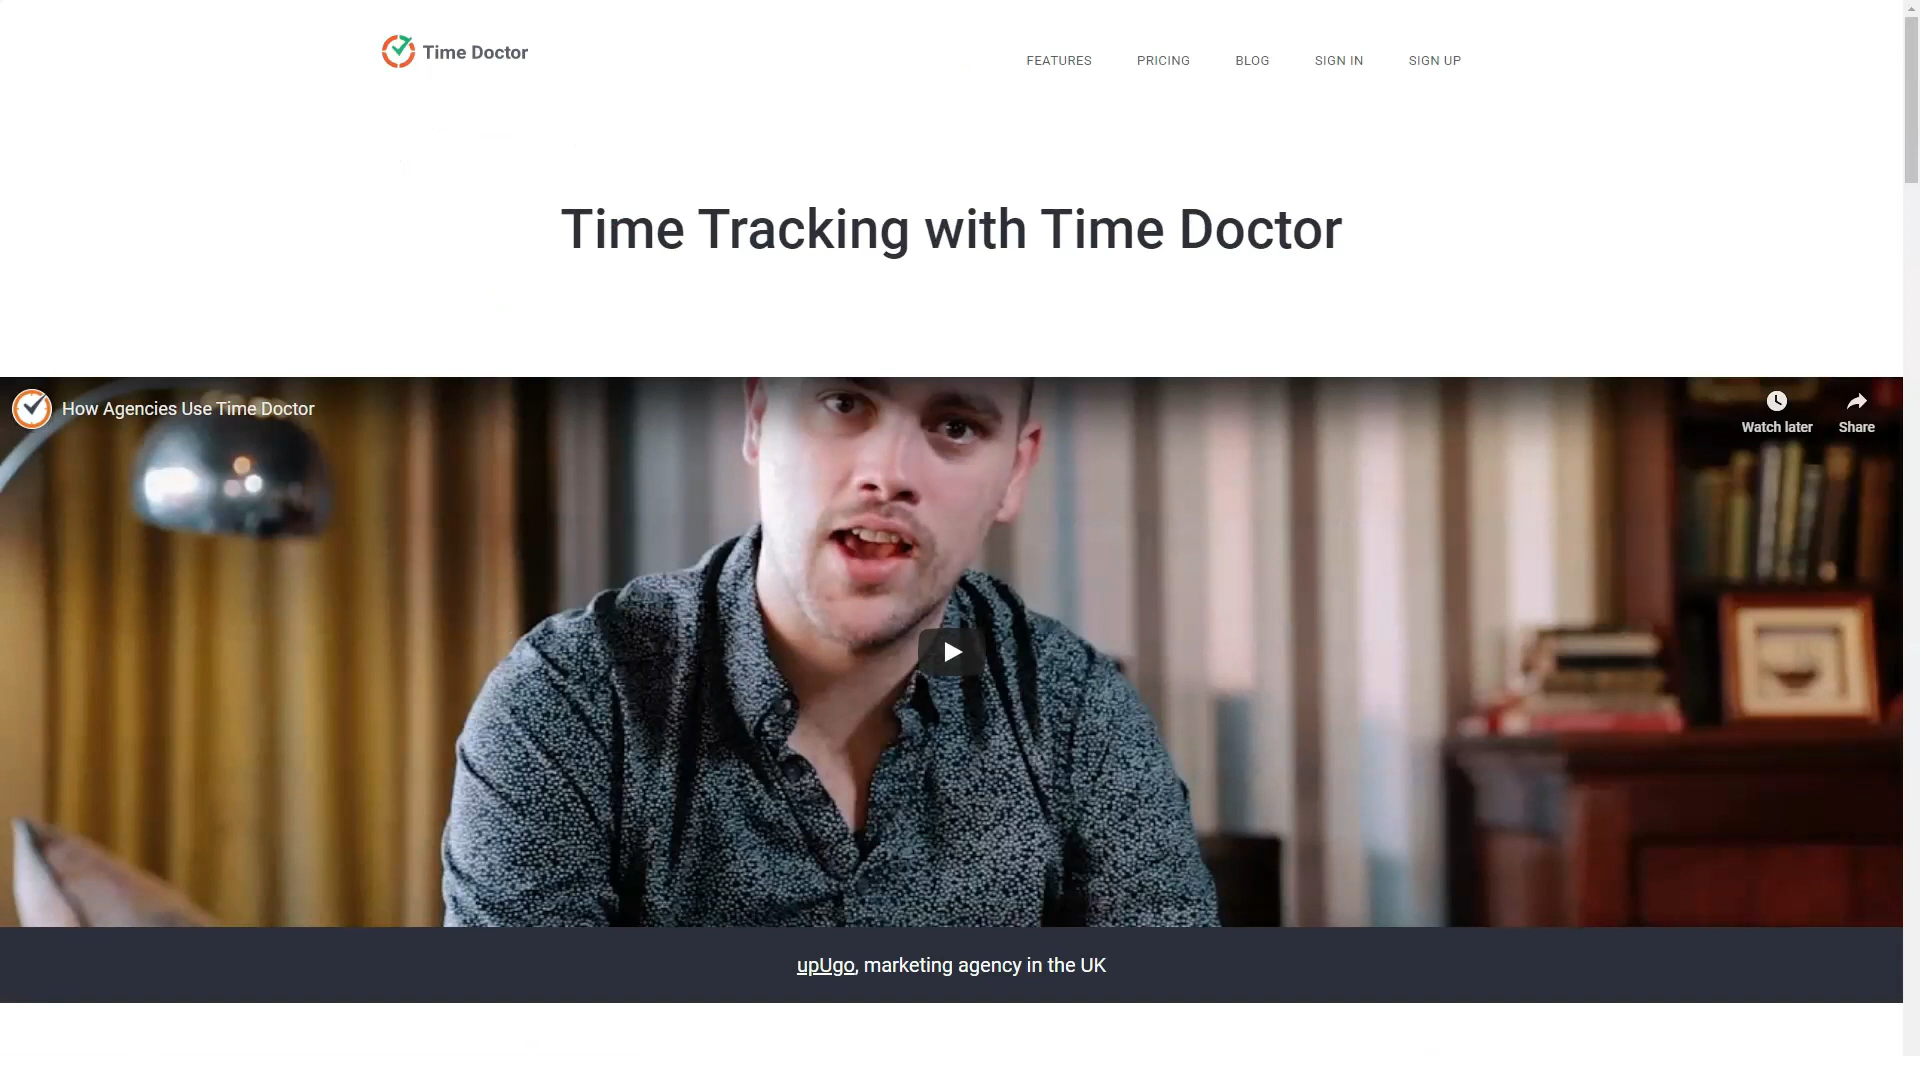 Time Doctor
FEATURES PRICING BLOG SIGN IN SIGN UP
Time Tracking with Time Doctor
How Agencies Use Time Doctor
Watch later Share
upUgo, marketing agency in the UK